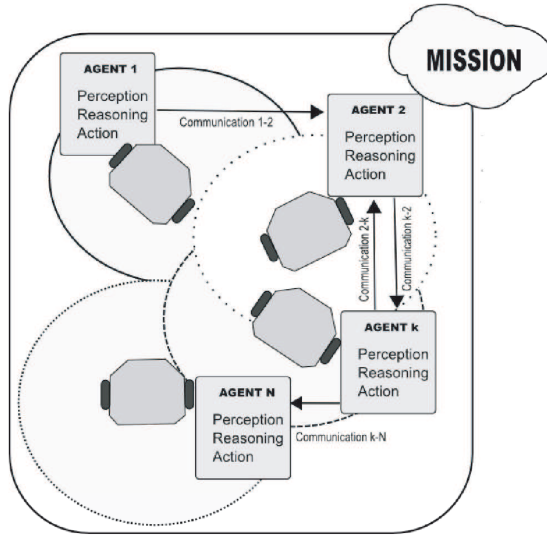 MISSION
AGENT 1
Perception
Reasoning
Action
Communication 1-2
AGENT 2
Perception
Reasoning
Action
Communication 2-k
Communication k-2
AGENT k
Perception
Reasoning
Action
AGENT N
Perception
Reasoning
Action
Communication k-N